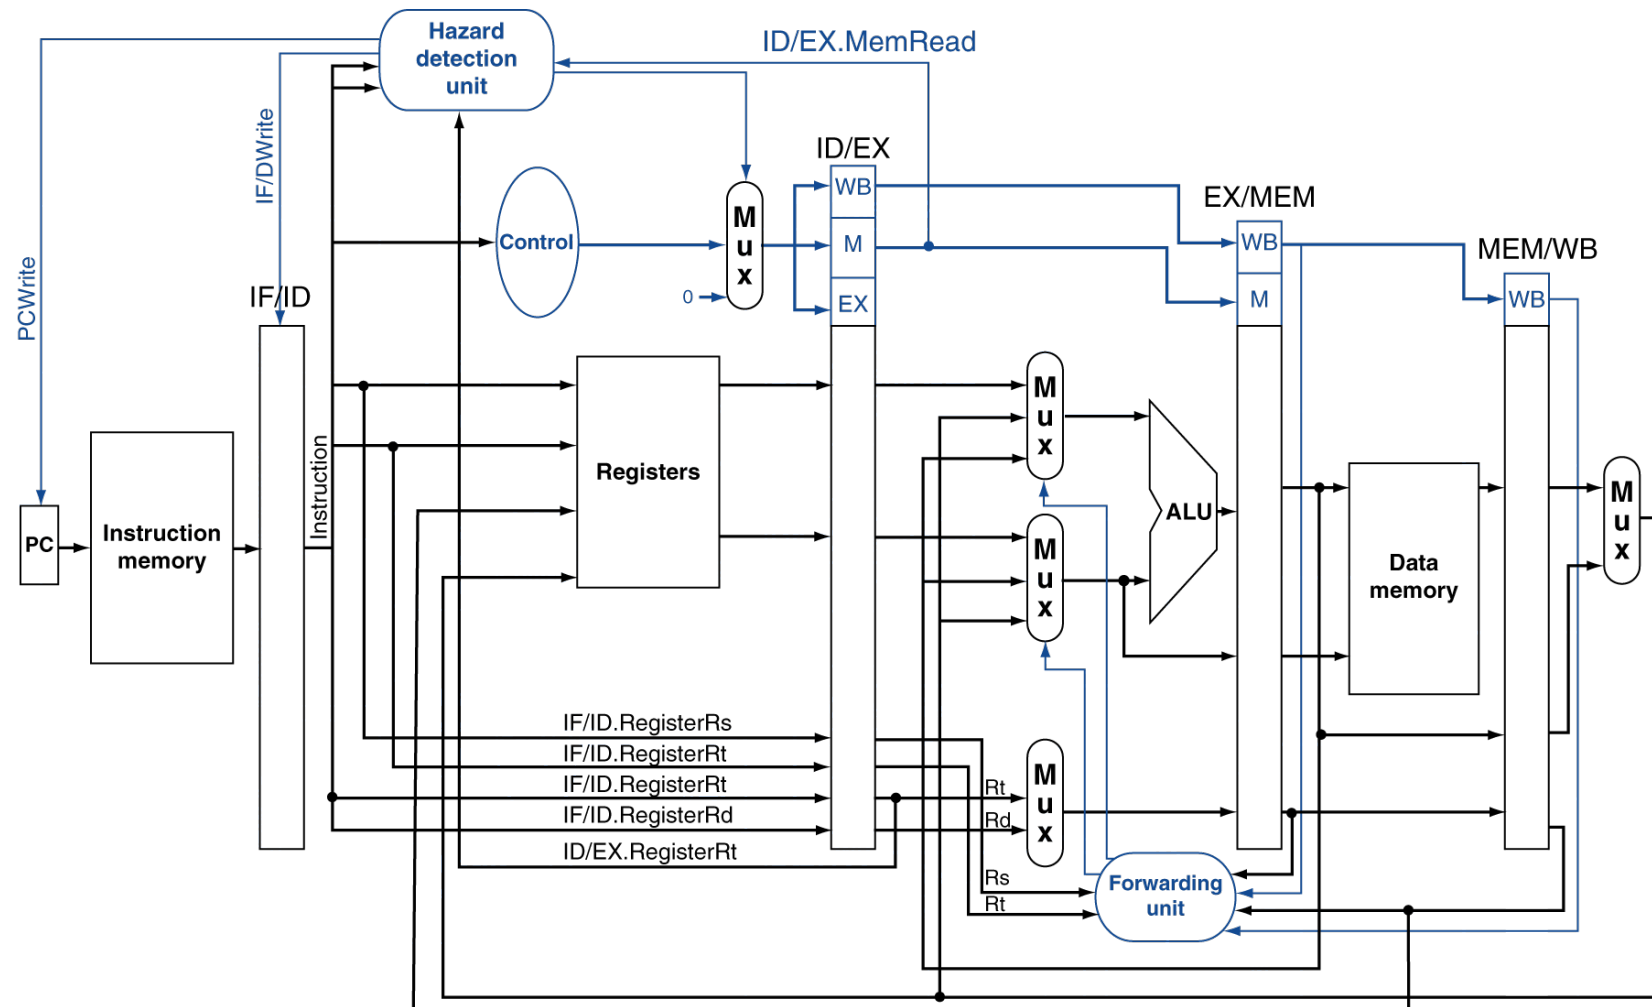 Hazard
detection
unit
ID/EX.MemRead
IF/DWrite
PCWrite
ID/EX
WB
M
EX
EX/MEM
WB
M
MEM/WB
WB
Control
M
u
x
0
IF/ID
Instruction
PC
Instruction
memory
Registers
M
u
x
M
u
x
ALU
Data
memory
M
u
x
IF/ID.RegisterRs
IF/ID.RegisterRt
IF/ID.RegisterRt
IF/ID.RegisterRd
ID/EX.RegisterRt
Rt
Rd
M
u
x
Rs
Rt
Forwarding
unit